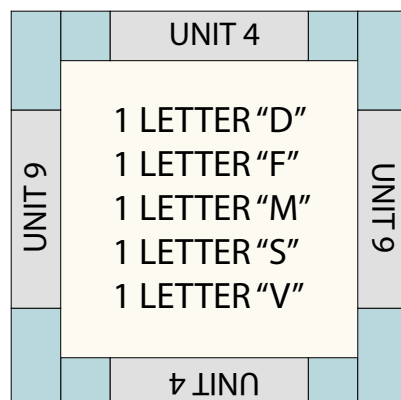 UNIT 4
1 LETTER “D”
1 LETTER “F”
1 LETTER “M”
1 LETTER “S”
1 LETTER “V”
UNIT 9
UNIT 9
UNIT 4